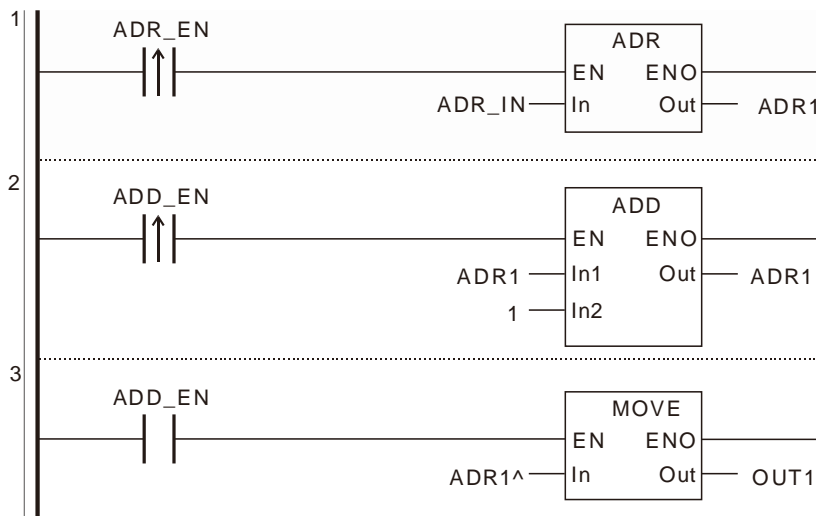 1
ADR_EN
ADR
EN ENO
ADR_IN In Out ADR1
2
ADD_EN
ADD
EN ENO
ADR1 In1 Out ADR1
1 In2
3
ADD_EN
MOVE
EN ENO
ADR1^ In Out OUT1